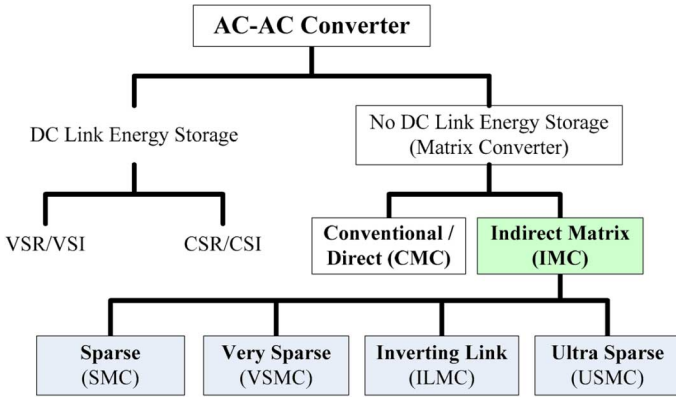 AC-AC Converter
DC Link Energy Storage
No DC Link Energy Storage
(Matrix Converter)
VSR/VSI
CSR/CSI
Conventional /
Direct (CMC)
Indirect Matrix
(IMC)
Sparse
(SMC)
Very Sparse
(VSMC)
Inverting Link
(ILMC)
Ultra Sparse
(USMC)